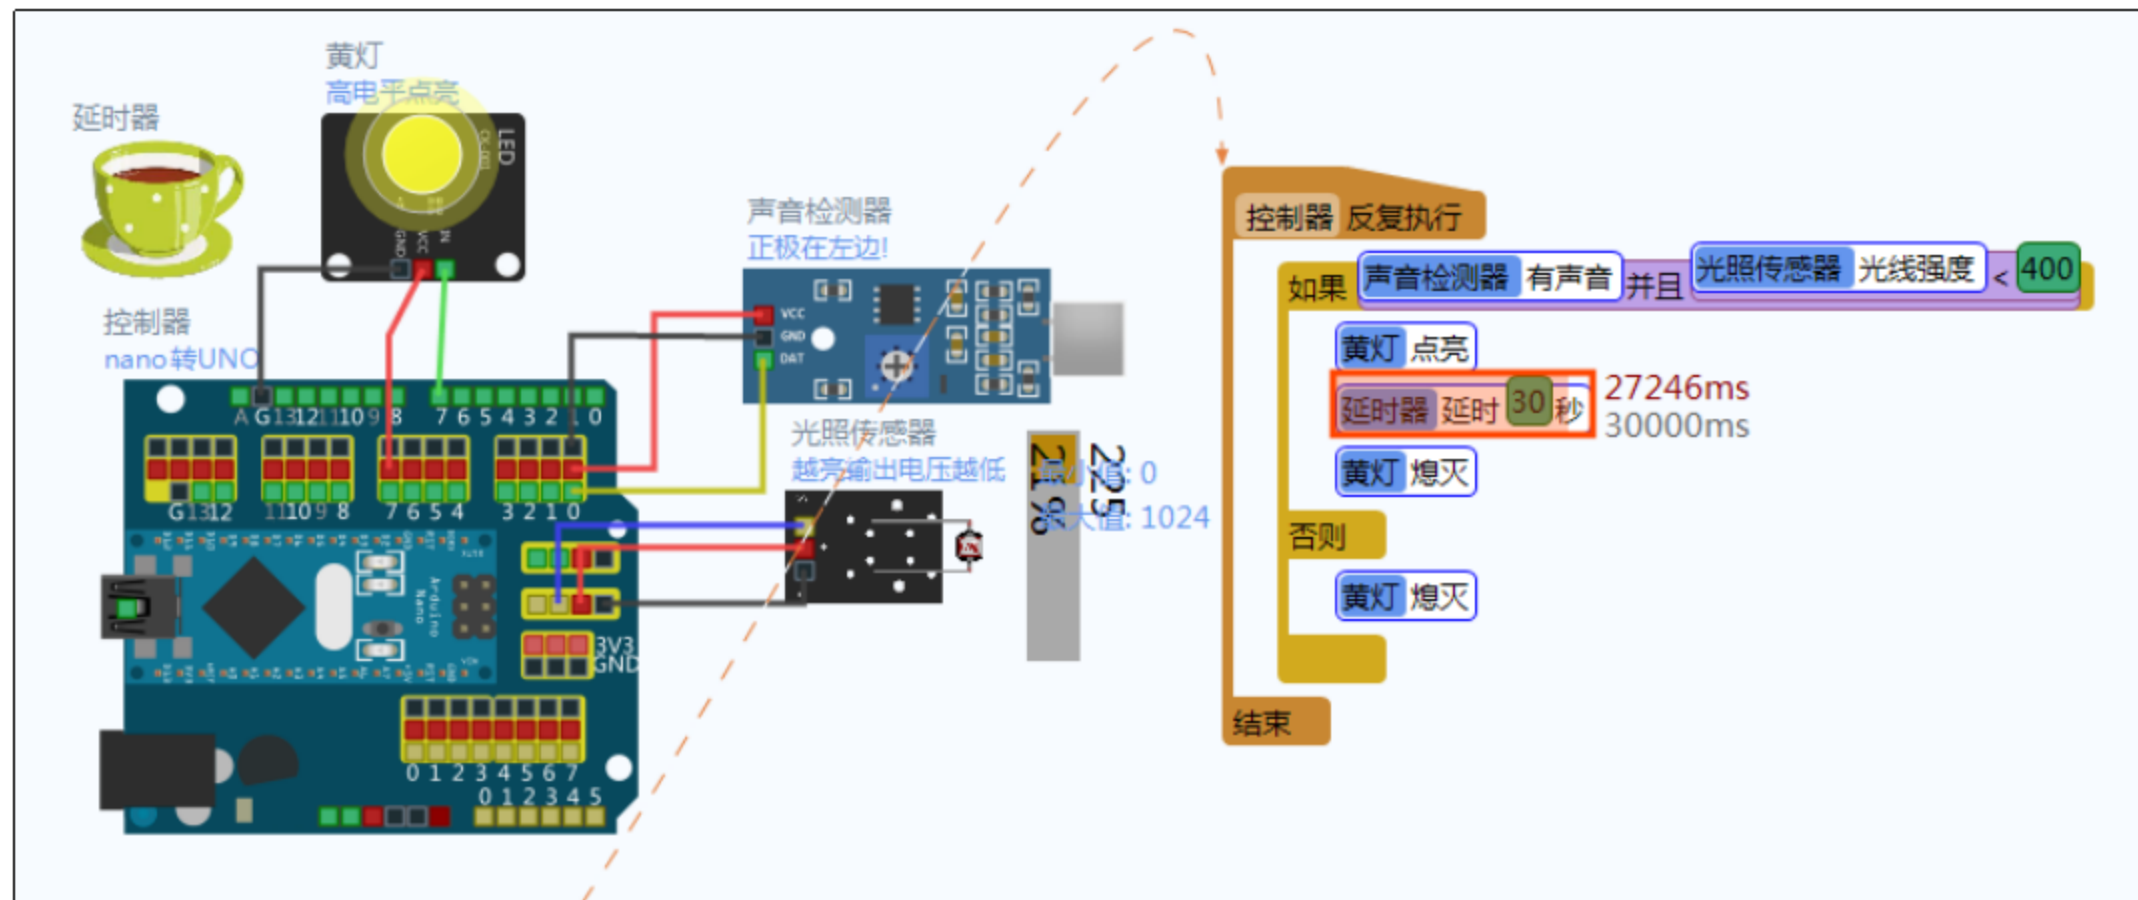 黄灯
高电平点亮
延时器
LED
GND
VCC
IN
声音检测器
正极在左边!
VCC
GND
DAT
控制器
nano转UNO
A G 13 12 11 10 9 8 7 6 5 4 3 2 1 0
G 13 12 11 10 9 8 7 6 5 4 3 2 1 0
光照传感器
越亮输出电压越低
最小值: 0
最大值: 1024
225
21%
Arduino
Nano
3V3
GND
0 1 2 3 4 5 6 7
0 1 2 3 4 5
控制器 反复执行
如果 声音检测器 有声音 并且 光照传感器 光线强度 < 400
黄灯 点亮
延时器 延时 30 秒
27246ms
30000ms
黄灯 熄灭
否则
黄灯 熄灭
结束